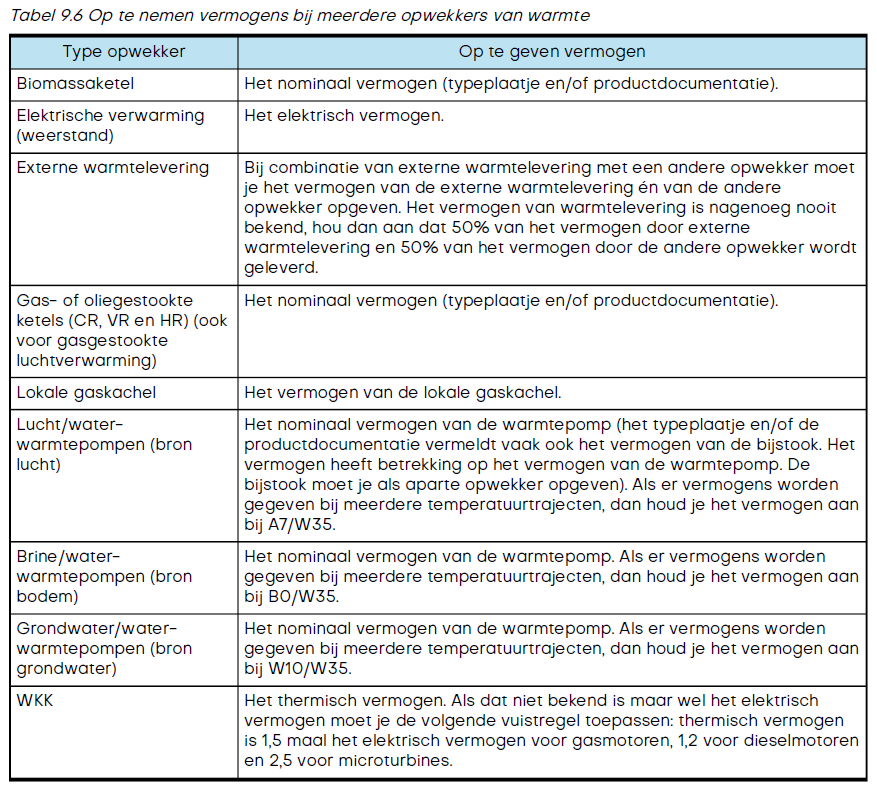 Tabel 9.6 Op te nemen vermogens bij meerdere opwekkers van warmte
Type opwekker
Op te geven vermogen
Biomassaketel
Het nominaal vermogen (typeplaatje en/of productdocumentatie).
Elektrische verwarming
(weerstand)
Het elektrisch vermogen.
Externe warmtelevering
Bij combinatie van externe warmtelevering met een andere opwekker moet
je het vermogen van de externe warmtelevering én van de andere
opwekker opgeven. Het vermogen van warmtelevering is nagenoeg nooit
bekend, hou dan aan dat 50% van het vermogen door externe
warmtelevering en 50% van het vermogen door de andere opwekker wordt
geleverd.
Gas- of oliegestookte
ketels (CR, VR en HR) (ook
voor gasgestookte
luchtverwarming)
Het nominaal vermogen (typeplaatje en/of productdocumentatie).
Lokale gaskachel
Het vermogen van de lokale gaskachel.
Lucht/water-
warmtepompen (bron
lucht)
Het nominaal vermogen van de warmtepomp (het typeplaatje en/of de
productdocumentatie vermeldt vaak ook het vermogen van de bijstook. Het
vermogen heeft betrekking op het vermogen van de warmtepomp. De
bijstook moet je als aparte opwekker opgeven). Als er vermogens worden
gegeven bij meerdere temperatuurtrajecten, dan houd je het vermogen aan
bij A7/W35.
Brine/water-
warmtepompen (bron
bodem)
Het nominaal vermogen van de warmtepomp. Als er vermogens worden
gegeven bij meerdere temperatuurtrajecten, dan houd je het vermogen aan
bij B0/W35.
Grondwater/water-
warmtepompen (bron
grondwater)
Het nominaal vermogen van de warmtepomp. Als er vermogens worden
gegeven bij meerdere temperatuurtrajecten, dan houd je het vermogen aan
bij W10/W35.
WKK
Het thermisch vermogen. Als dat niet bekend is maar wel het elektrisch
vermogen moet je de volgende vuistregel toepassen: thermisch vermogen
is 1,5 maal het elektrisch vermogen voor gasmotoren, 1,2 voor dieselmotoren
en 2,5 voor microturbines.